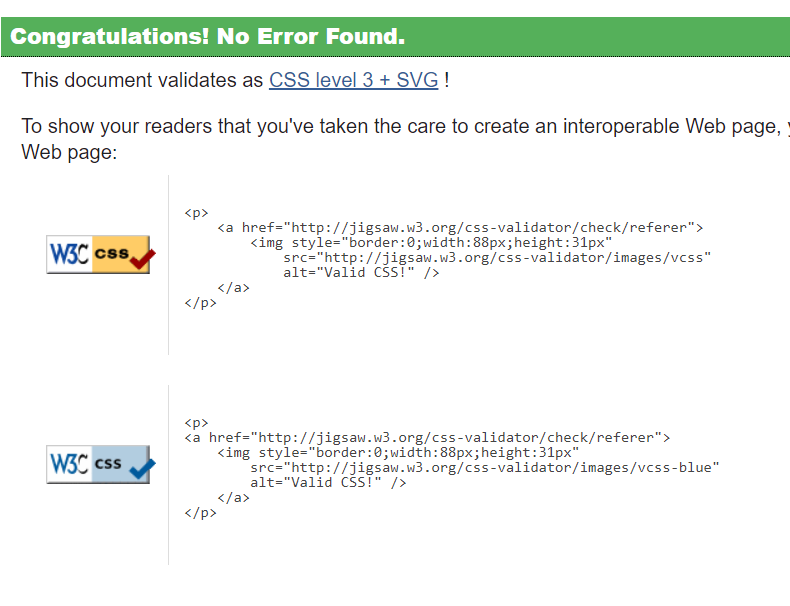 Congratulations! No Error Found.
This document validates as CSS level 3 + SVG !
To show your readers that you've taken the care to create an interoperable Web page,
Web page:
W3C css
<p>
<a href="http://jigsaw.w3.org/css-validator/check/referer">
<img style="border:0;width:88px;height:31px"
src="http://jigsaw.w3.org/css-validator/images/vcss"
alt="Valid CSS!" />
</a>
</p>
W3C css
<p>
<a href="http://jigsaw.w3.org/css-validator/check/referer">
<img style="border:0;width:88px;height:31px"
src="http://jigsaw.w3.org/css-validator/images/vcss-blue"
alt="Valid CSS!" />
</a>
</p>